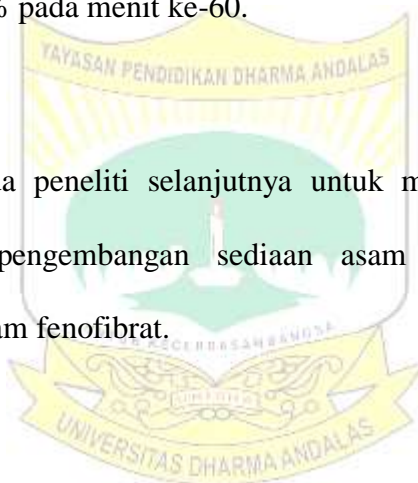 % pada menit ke-60.
YAYASAN PENDIDIKAN DHARMA ANDALAS
a peneliti selanjutnya untuk m
pengembangan sediaan asam
am fenofibrat.
UNIVERSITAS DHARMA ANDALAS